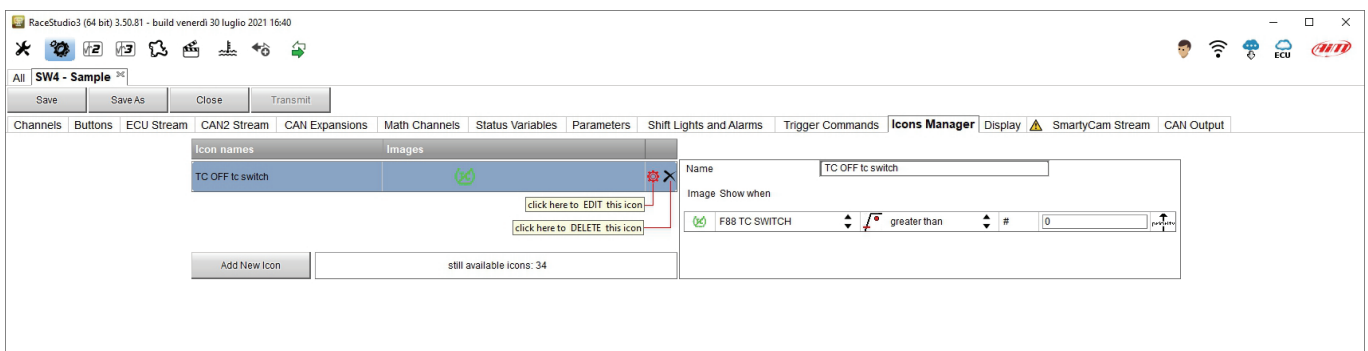 RaceStudio3 (64 bit) 3.50.81 - build venerdì 30 luglio 2021 16:40
ECU
AiM
All SW4 - Sample
Save Save As Close Transmit
Channels Buttons ECU Stream CAN2 Stream CAN Expansions Math Channels Status Variables Parameters Shift Lights and Alarms Trigger Commands Icons Manager Display SmartyCam Stream CAN Output
Icon names Images
TC OFF tc switch
click here to EDIT this icon
click here to DELETE this icon
Add New Icon still available icons: 34
Name TC OFF tc switch
Image Show when
F88 TC SWITCH greater than # 0